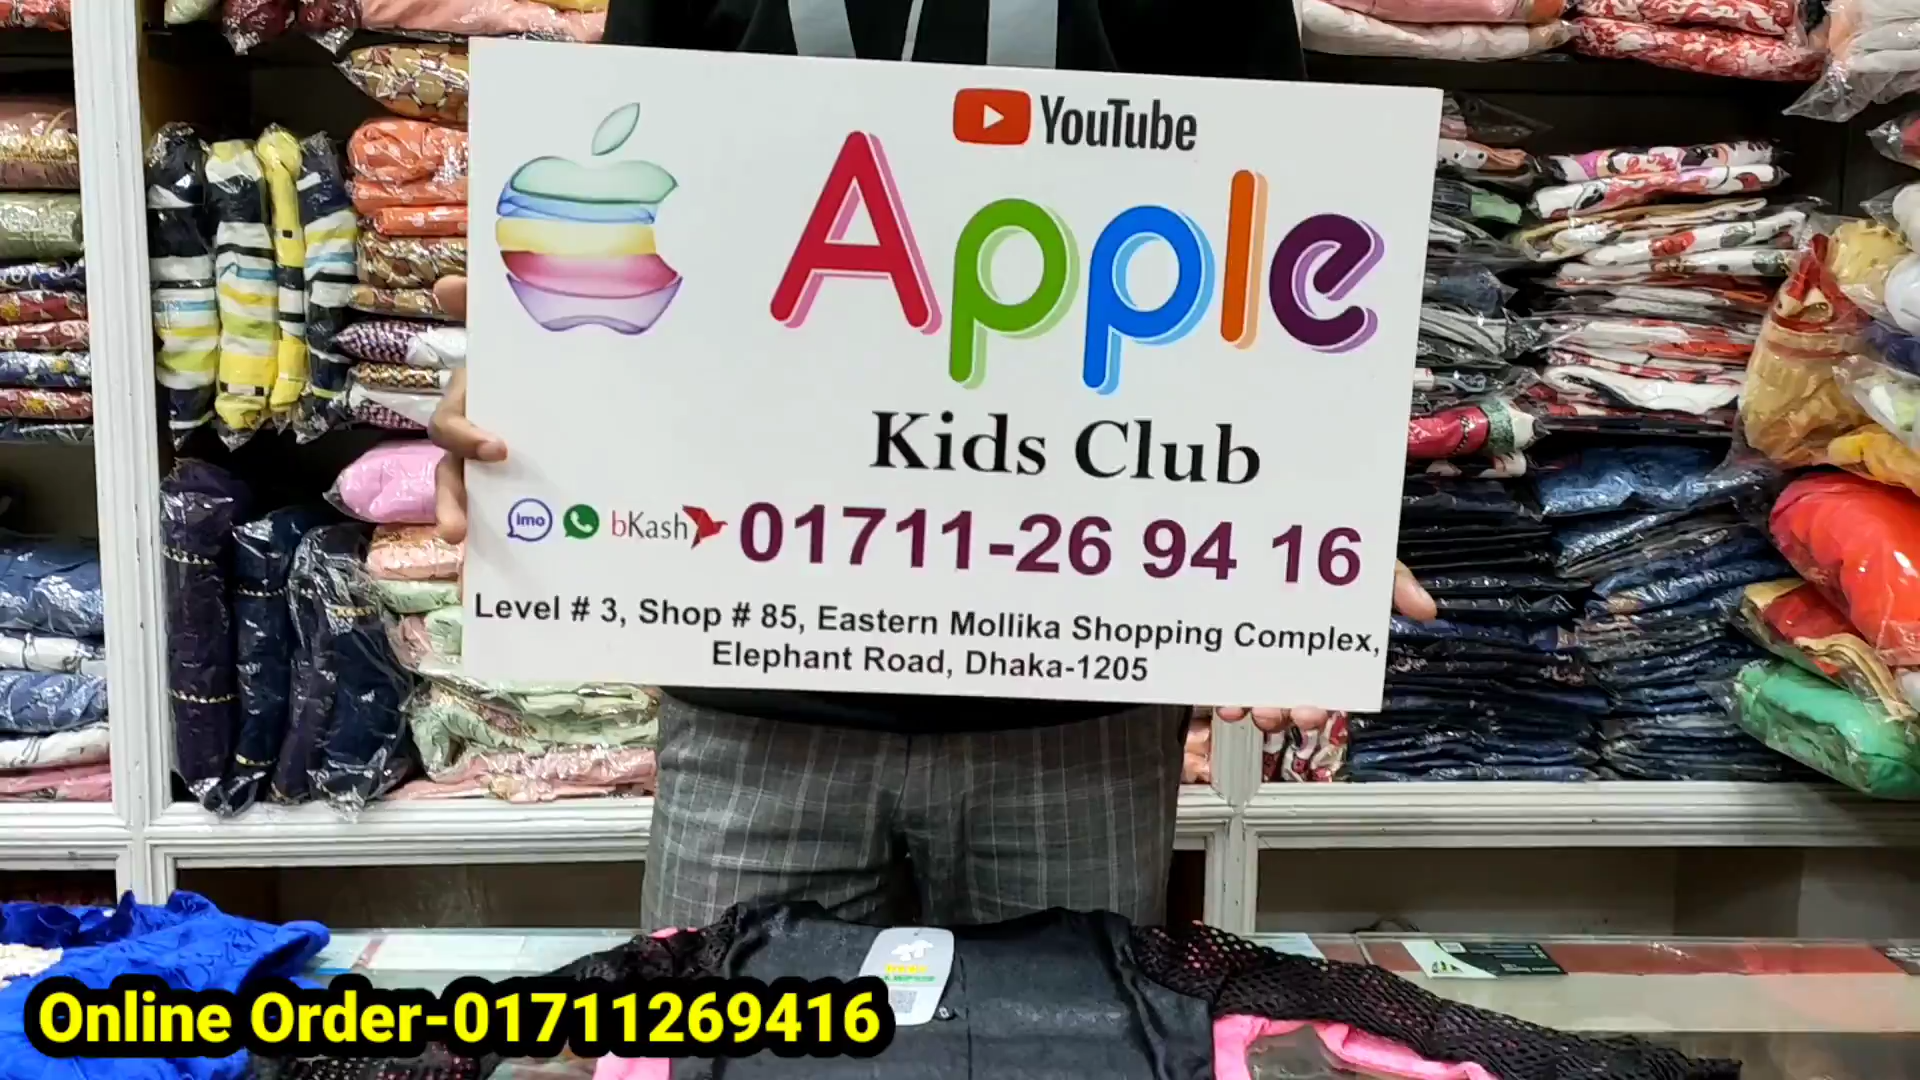 YouTube
Apple
Kids Club
imo bKash 01711-26 94 16
Level # 3, Shop # 85, Eastern Mollika Shopping Complex,
Elephant Road, Dhaka-1205
Online Order-01711269416